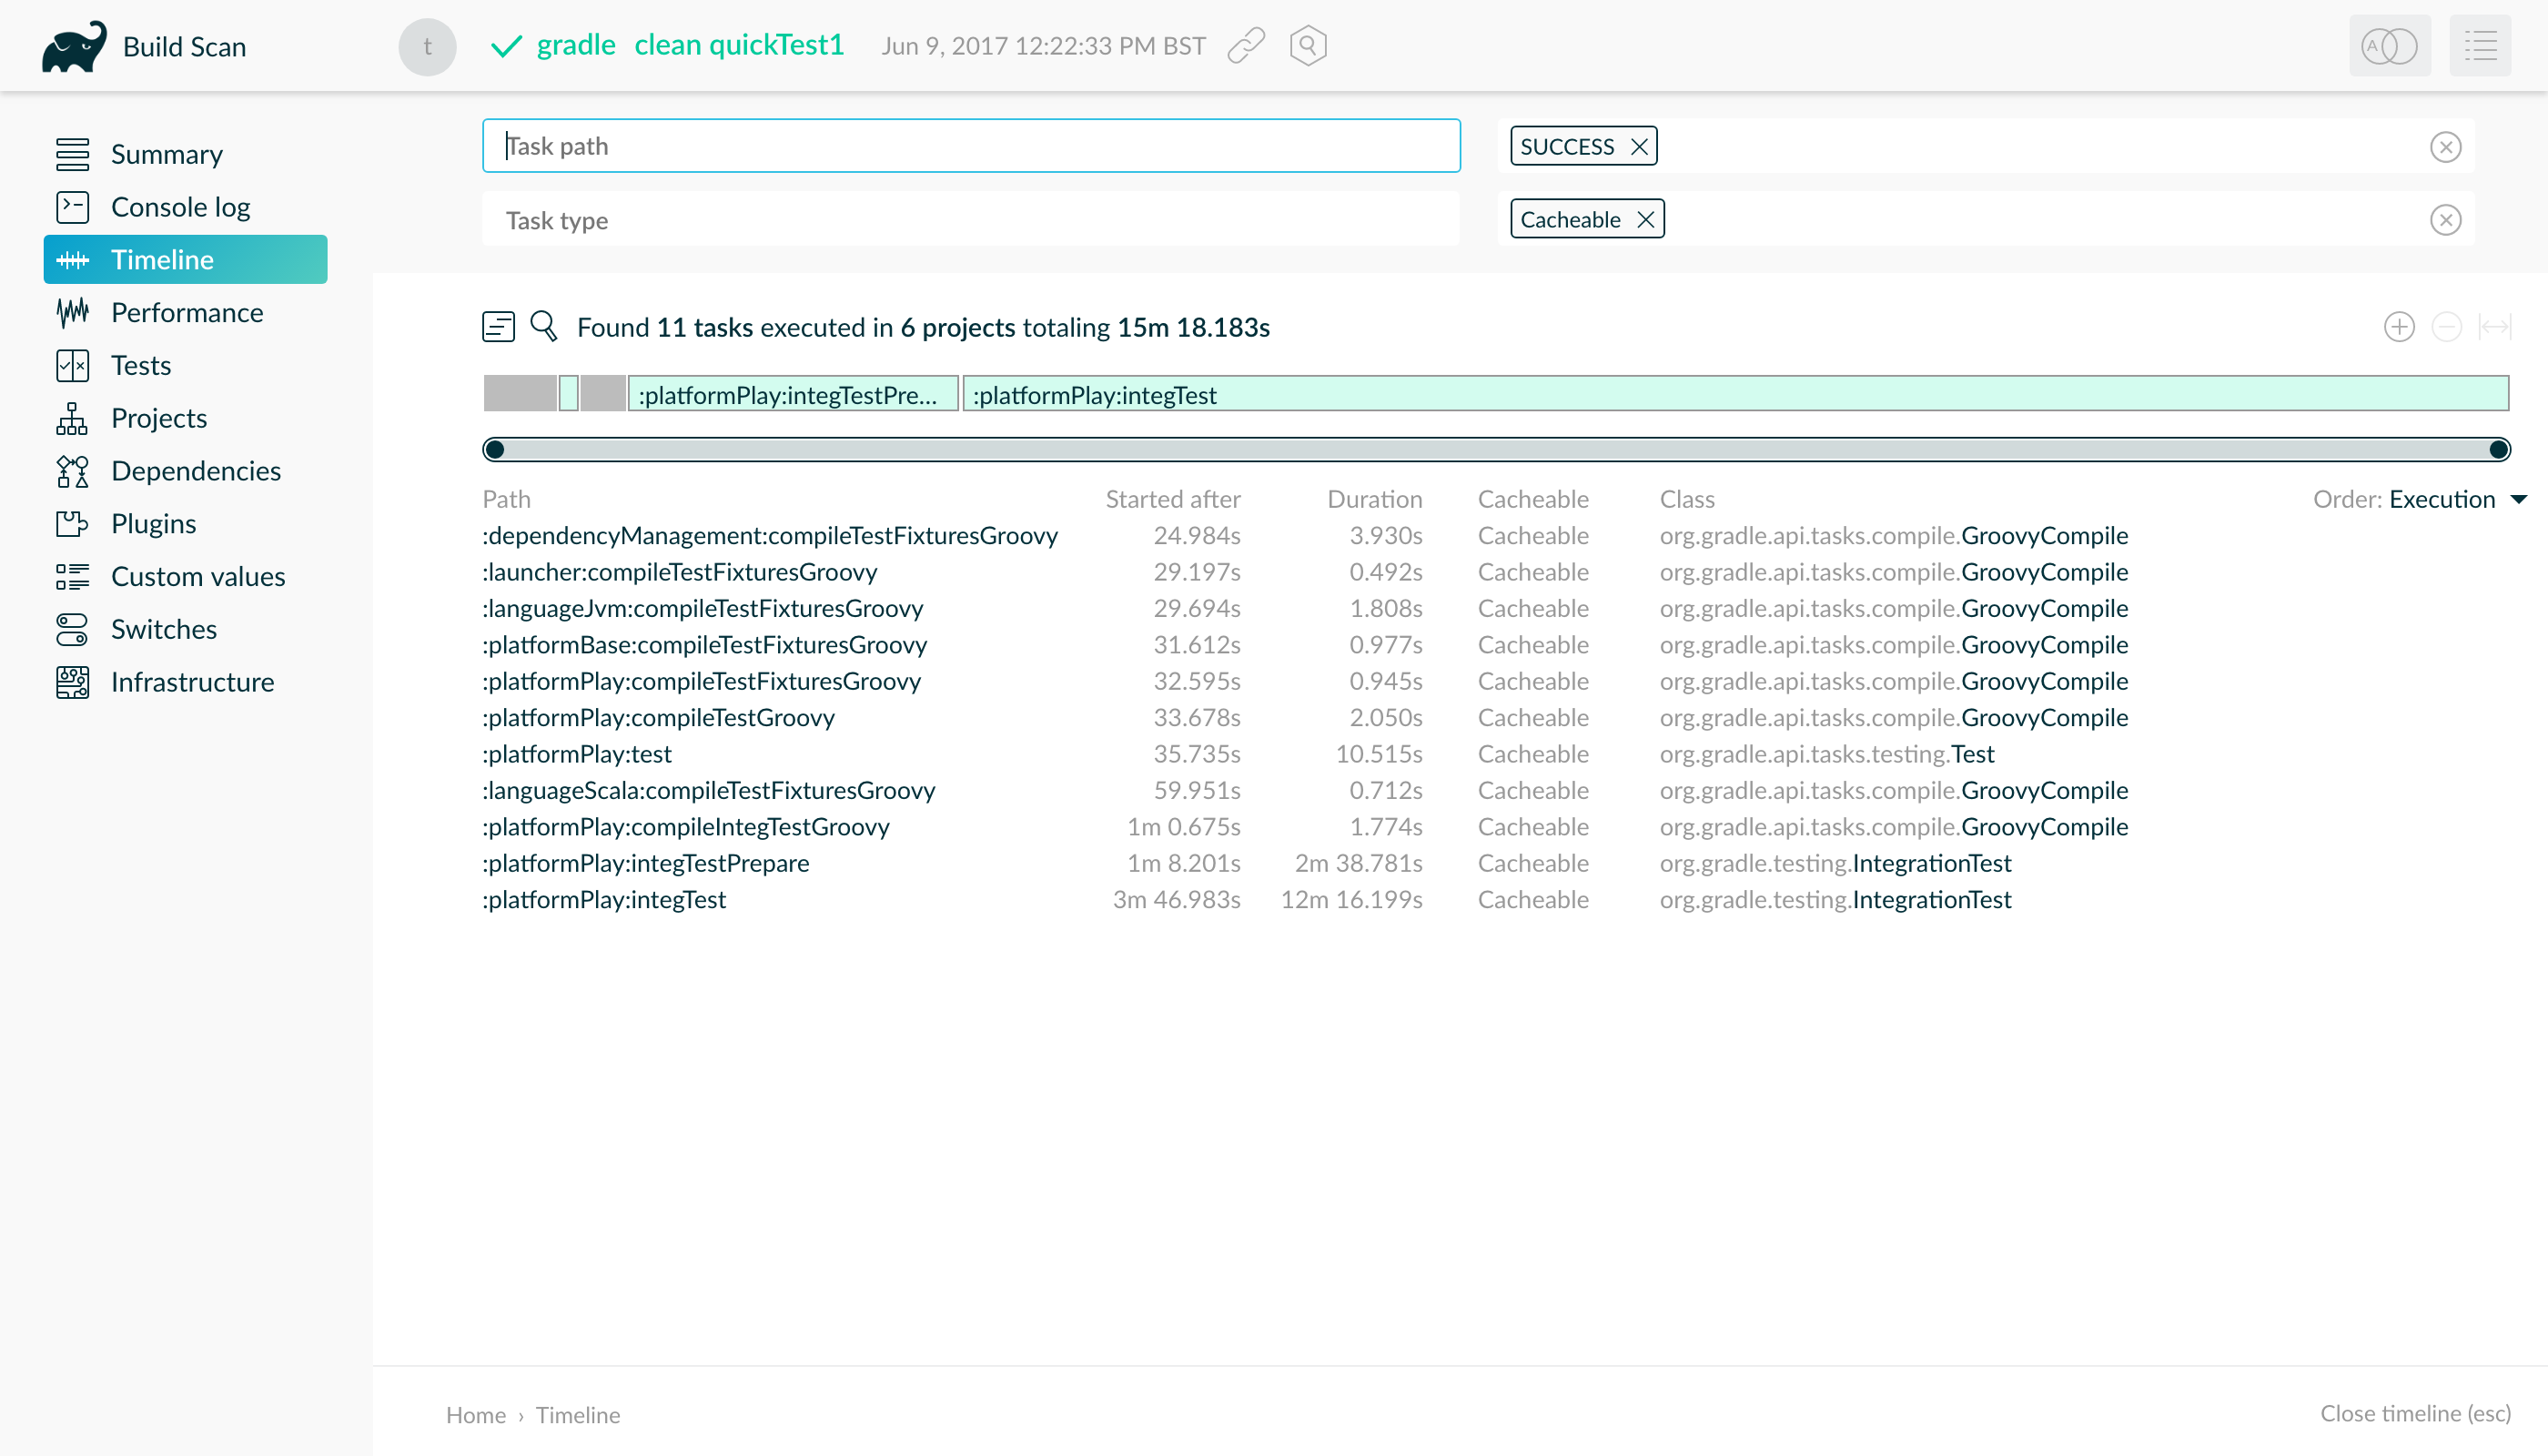 Build Scan
t
gradle clean quickTest1
Jun 9, 2017 12:22:33 PM BST
A
Summary
Console log
Timeline
Performance
Tests
Projects
Dependencies
Plugins
Custom values
Switches
Infrastructure
Task path
SUCCESS
Task type
Cacheable
Found 11 tasks executed in 6 projects totaling 15m 18.183s
:platformPlay:integTestPre... :platformPlay:integTest
Path Started after Duration Cacheable Class Order: Execution
:dependencyManagement:compileTestFixturesGroovy 24.984s 3.930s Cacheable org.gradle.api.tasks.compile.GroovyCompile
:launcher:compileTestFixturesGroovy 29.197s 0.492s Cacheable org.gradle.api.tasks.compile.GroovyCompile
:languageJvm:compileTestFixturesGroovy 29.694s 1.808s Cacheable org.gradle.api.tasks.compile.GroovyCompile
:platformBase:compileTestFixturesGroovy 31.612s 0.977s Cacheable org.gradle.api.tasks.compile.GroovyCompile
:platformPlay:compileTestFixturesGroovy 32.595s 0.945s Cacheable org.gradle.api.tasks.compile.GroovyCompile
:platformPlay:compileTestGroovy 33.678s 2.050s Cacheable org.gradle.api.tasks.compile.GroovyCompile
:platformPlay:test 35.735s 10.515s Cacheable org.gradle.api.tasks.testing.Test
:languageScala:compileTestFixturesGroovy 59.951s 0.712s Cacheable org.gradle.api.tasks.compile.GroovyCompile
:platformPlay:compileIntegTestGroovy 1m 0.675s 1.774s Cacheable org.gradle.api.tasks.compile.GroovyCompile
:platformPlay:integTestPrepare 1m 8.201s 2m 38.781s Cacheable org.gradle.testing.IntegrationTest
:platformPlay:integTest 3m 46.983s 12m 16.199s Cacheable org.gradle.testing.IntegrationTest
Home › Timeline
Close timeline (esc)